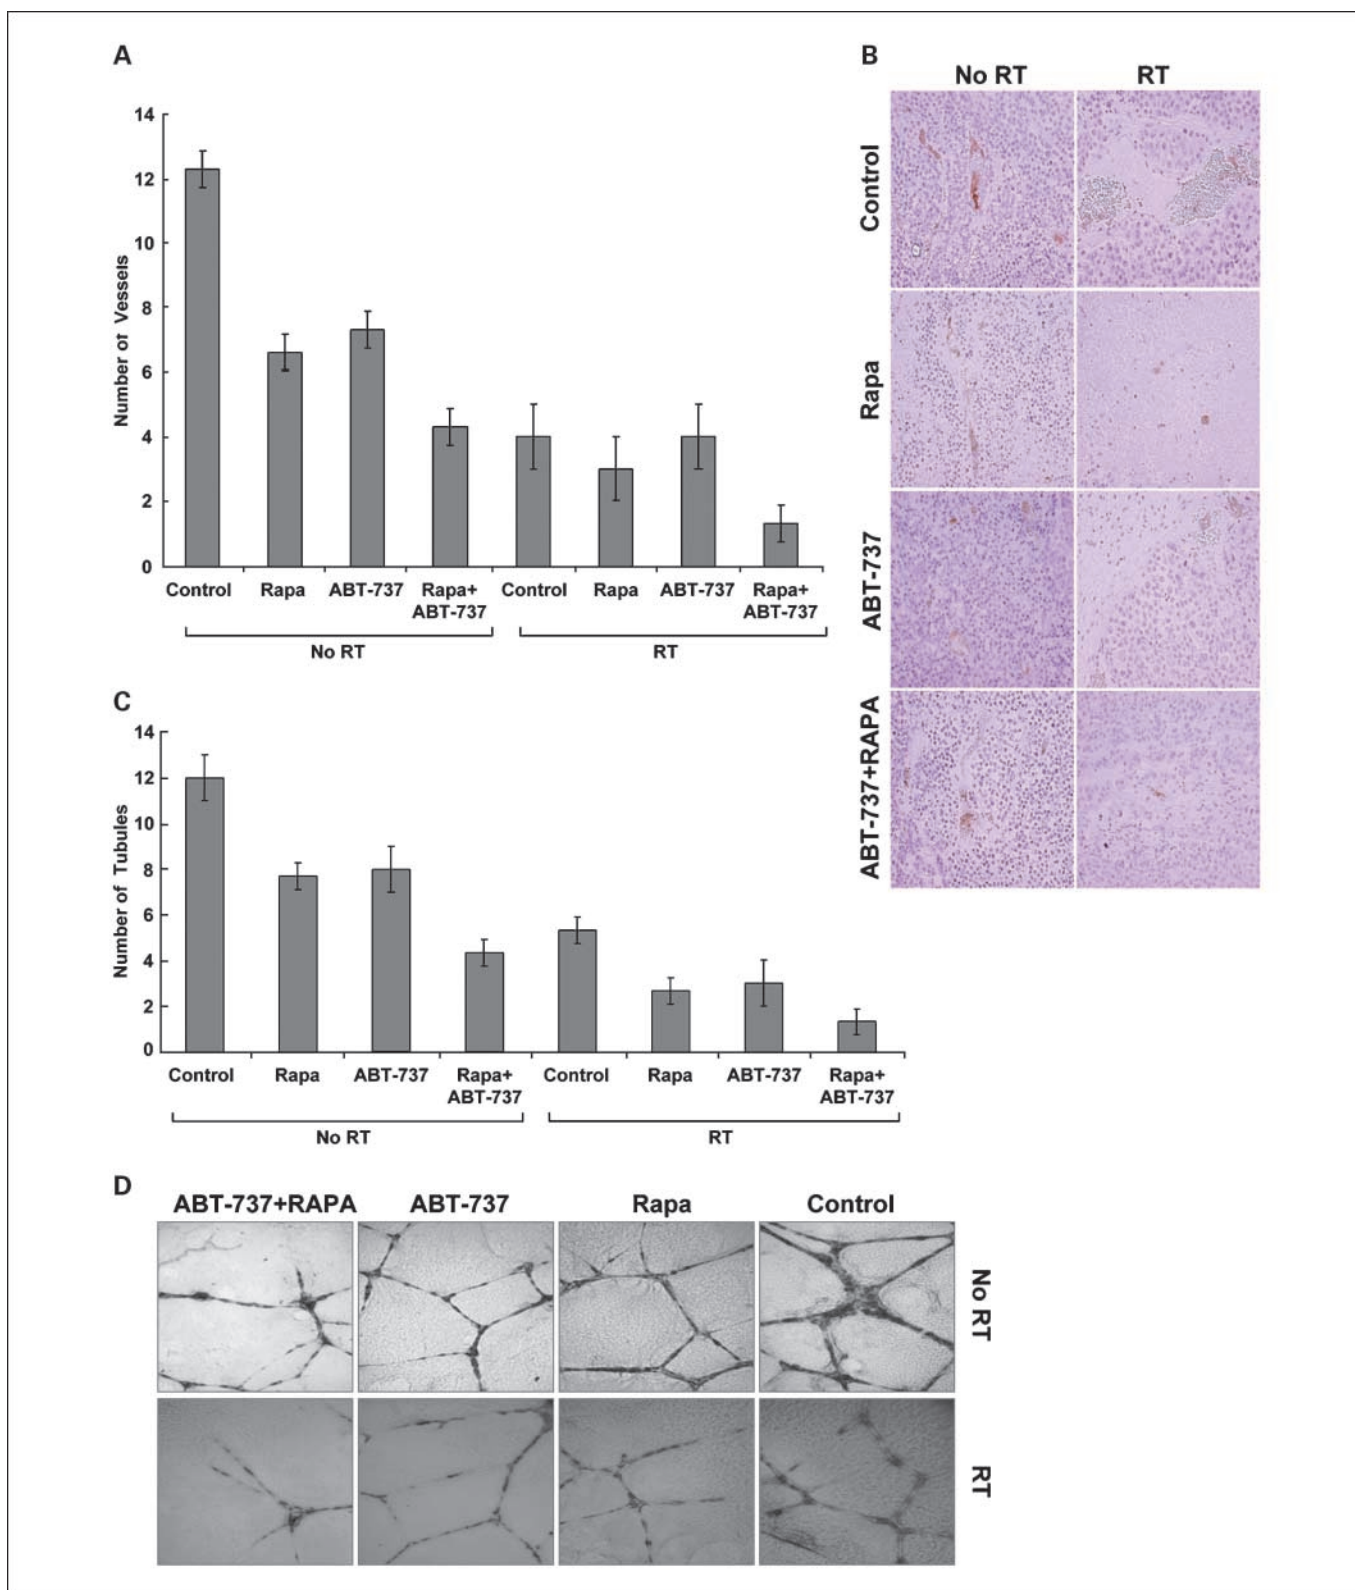 A
14
12
10
8
6
4
2
0
Number of Vessels
Control Rapa ABT-737 Rapa+ Control Rapa ABT-737 Rapa+
ABT-737 ABT-737
No RT RT
B
No RT RT
Control
Rapa
ABT-737
ABT-737+RAPA
C
14
12
10
8
6
4
2
0
Number of Tubules
Control Rapa ABT-737 Rapa+ Control Rapa ABT-737 Rapa+
ABT-737 ABT-737
No RT RT
D
ABT-737+RAPA ABT-737 Rapa Control
No RT
RT